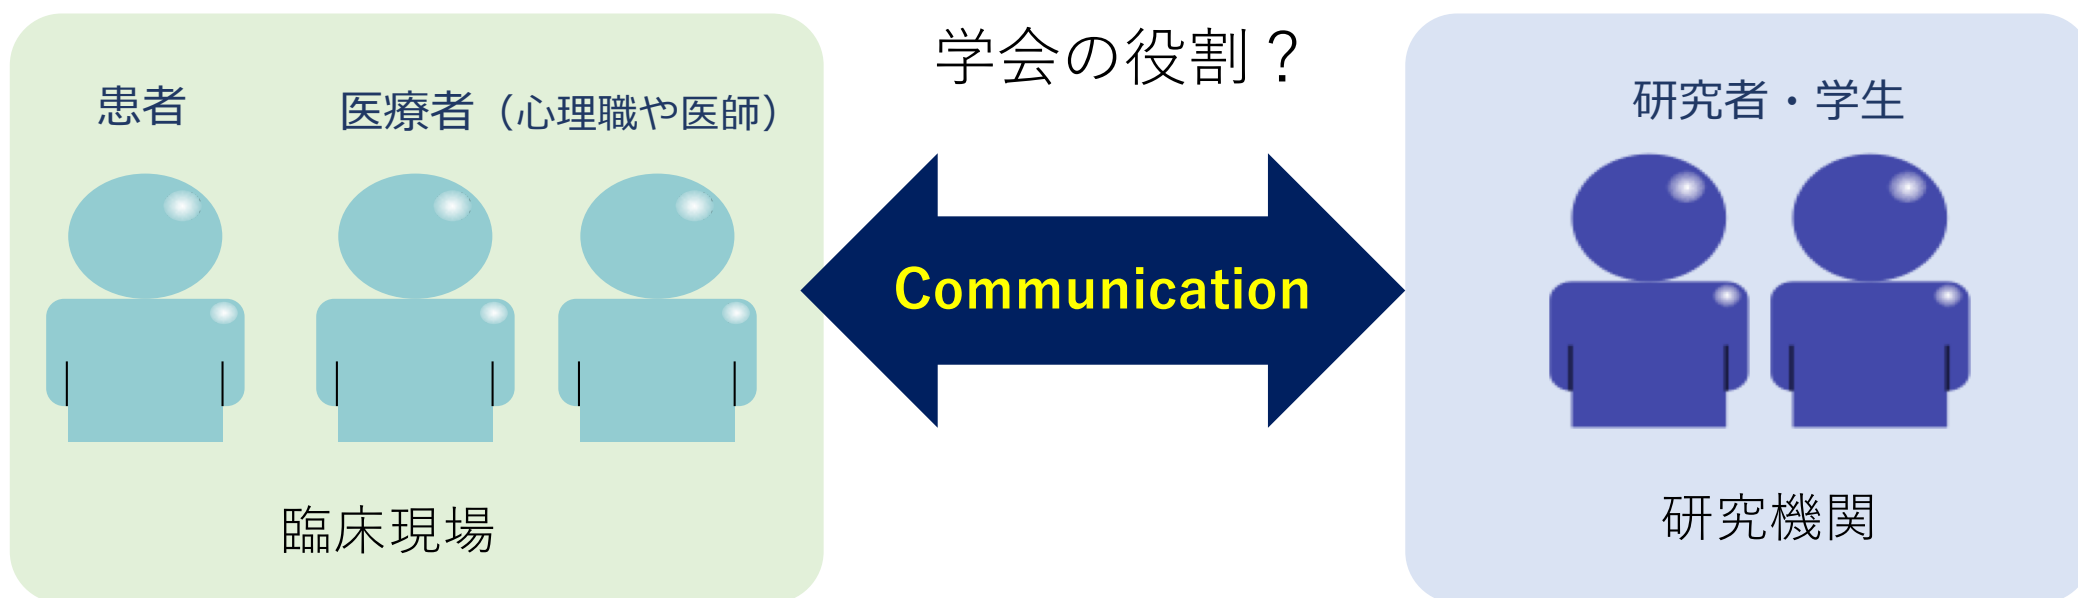 学会の役割？
患者
医療者（心理職や医師）
臨床現場
Communication
研究者・学生
研究機関